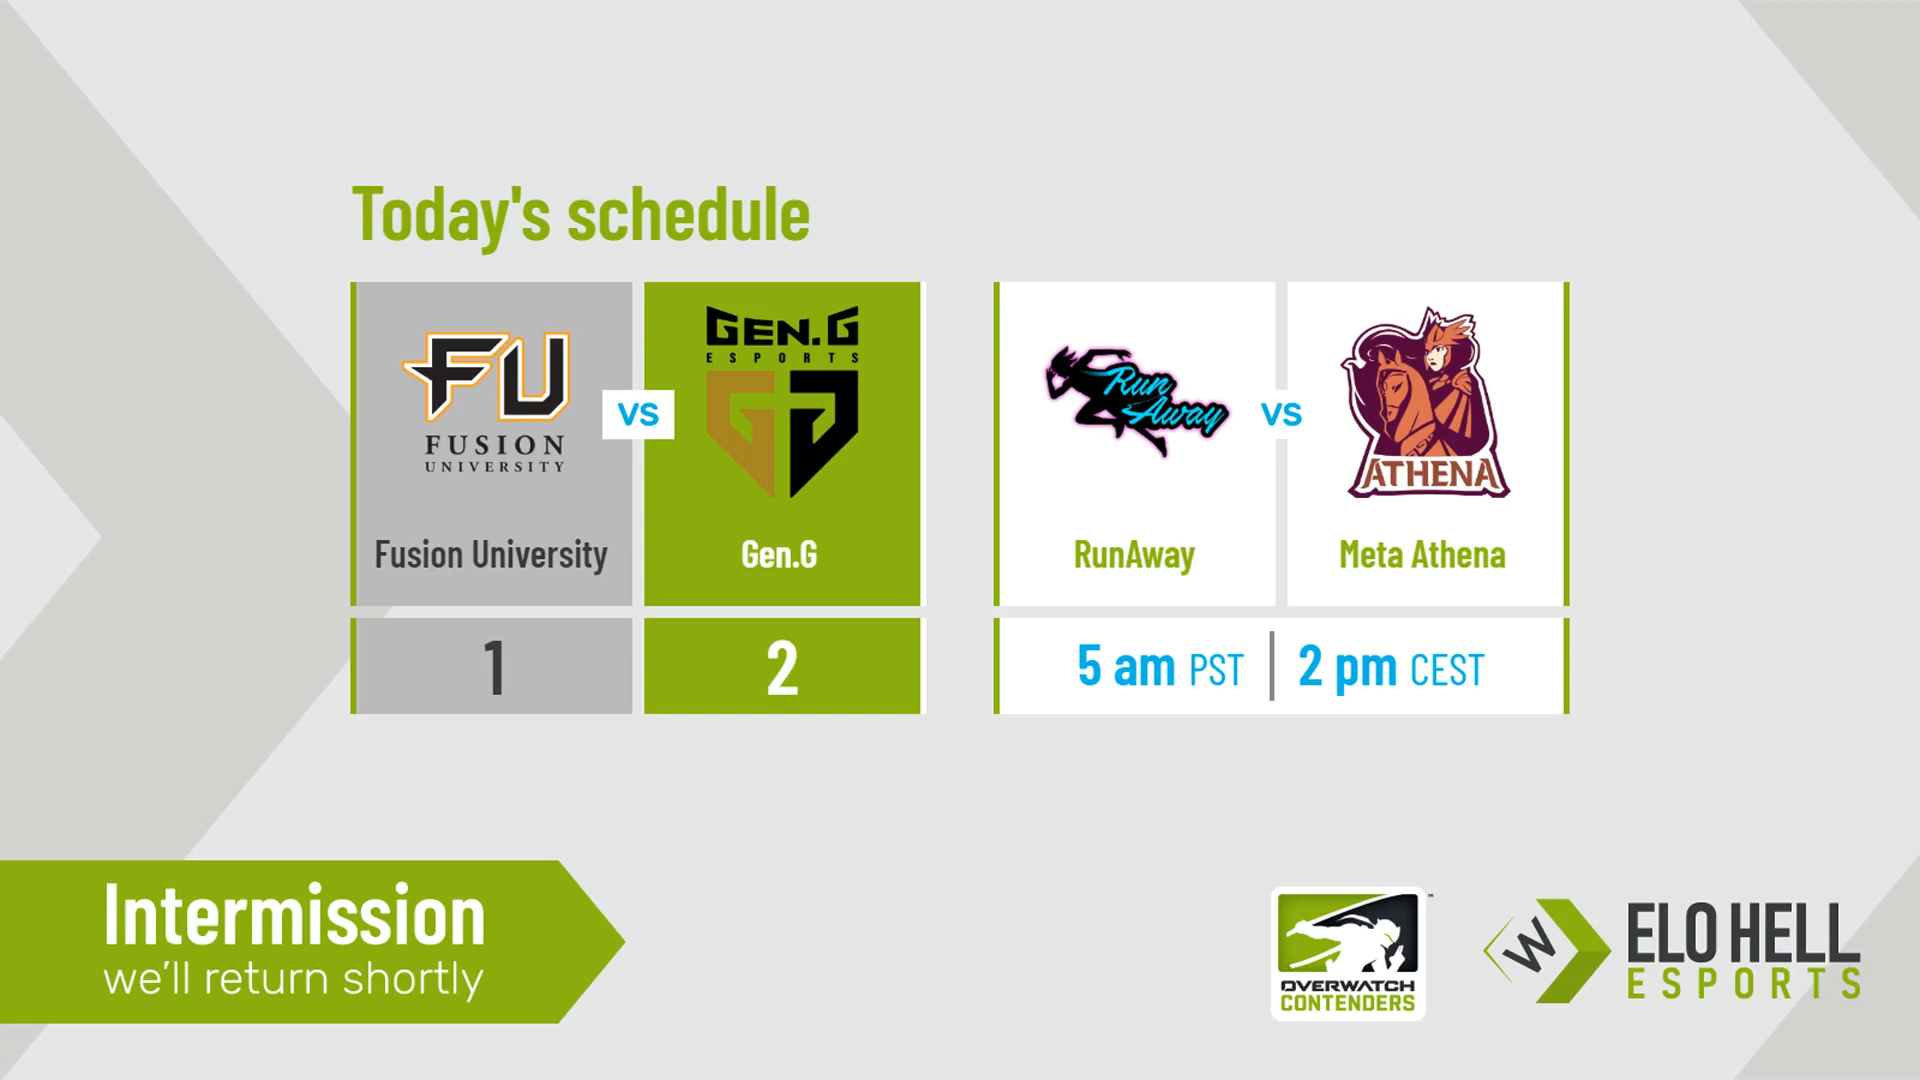 Today's schedule
FU
FUSION
UNIVERSITY
vs
GEN.G
ESPORTS
Fusion University
Gen.G
1
2
Run
Away
vs
ATHENA
RunAway
Meta Athena
5 am PST
2 pm CEST
Intermission
we'll return shortly
OVERWATCH
CONTENDERS
W
ELO HELL
ESPORTS